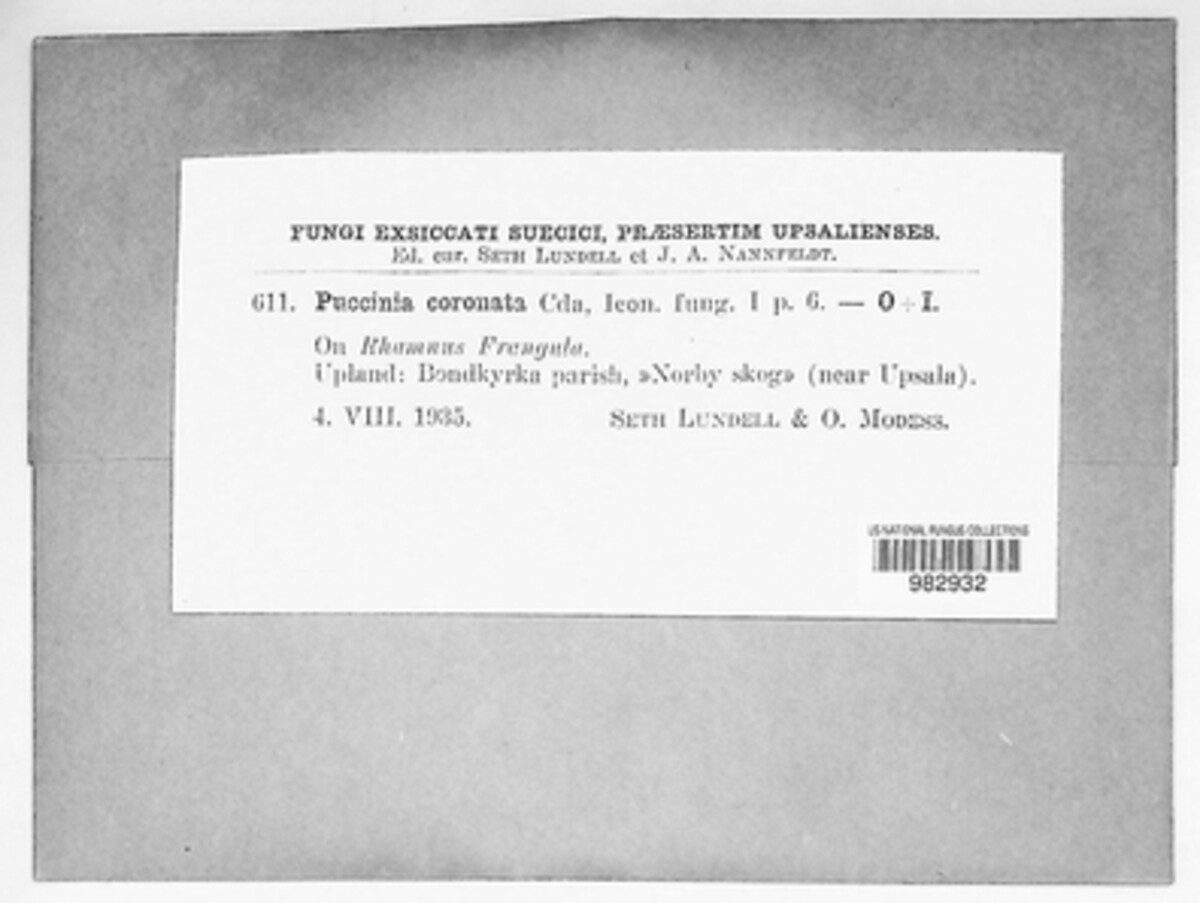 FUNGI EXSICCATI SUECICI, PRÆSERTIM UPSALIENSES.
Ed. cur. SETH LUNDELL et J. A. NANNFELDT.
611. Puccinia coronata Cda, Icon. fung. I p. 6. — O + I.
On Rhamnus Frangula.
Upland: Bondkyrka parish, »Norby skog» (near Upsala).
4. VIII. 1935. SETH LUNDELL & O. MODESS.
US NATIONAL FUNGUS COLLECTIONS
982932